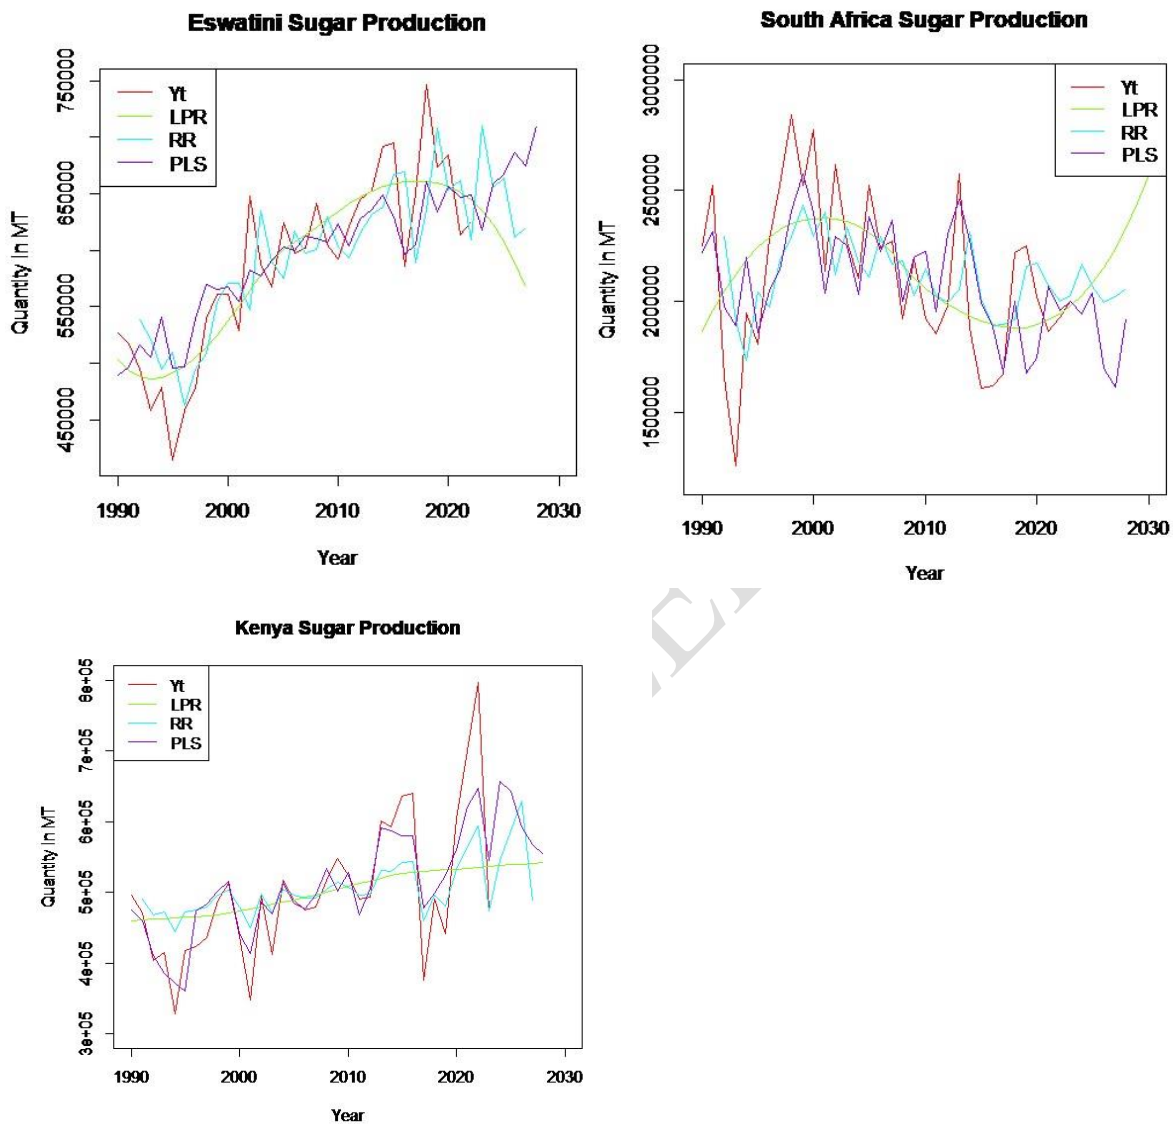 Eswatini Sugar Production
Quantity In MT
750000
650000
550000
450000
Yt
LPR
RR
PLS
1990 2000 2010 2020 2030
Year
South Africa Sugar Production
Quantity In MT
3000000
2500000
2000000
1500000
Yt
LPR
RR
PLS
1990 2000 2010 2020 2030
Year
Kenya Sugar Production
Quantity In MT
8e+05
7e+05
6e+05
5e+05
4e+05
3e+05
Yt
LPR
RR
PLS
1990 2000 2010 2020 2030
Year